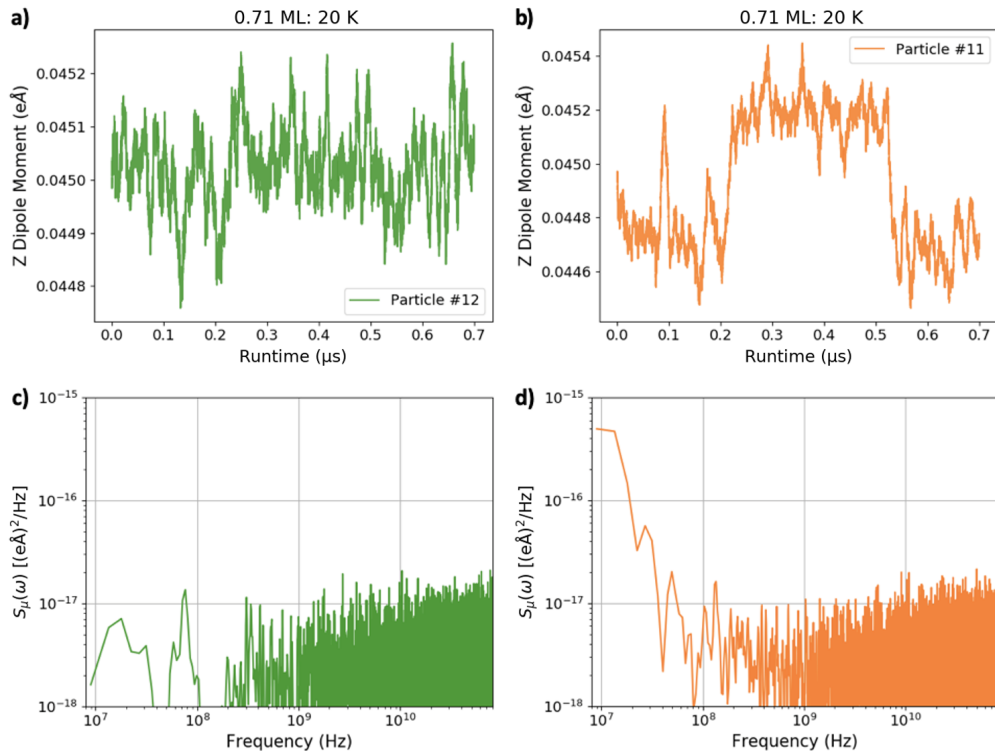 a)
0.71 ML: 20 K
Z Dipole Moment (eÅ)
0.0452
0.0451
0.0450
0.0449
0.0448
Particle #12
0.0 0.1 0.2 0.3 0.4 0.5 0.6 0.7
Runtime (μs)
b)
0.71 ML: 20 K
Z Dipole Moment (eÅ)
0.0454
0.0452
0.0450
0.0448
0.0446
Particle #11
0.0 0.1 0.2 0.3 0.4 0.5 0.6 0.7
Runtime (μs)
c)
S_μ(ω) [(eÅ)²/Hz]
10⁻¹⁵
10⁻¹⁶
10⁻¹⁷
10⁻¹⁸
10⁷ 10⁸ 10⁹ 10¹⁰
Frequency (Hz)
d)
S_μ(ω) [(eÅ)²/Hz]
10⁻¹⁵
10⁻¹⁶
10⁻¹⁷
10⁻¹⁸
10⁷ 10⁸ 10⁹ 10¹⁰
Frequency (Hz)